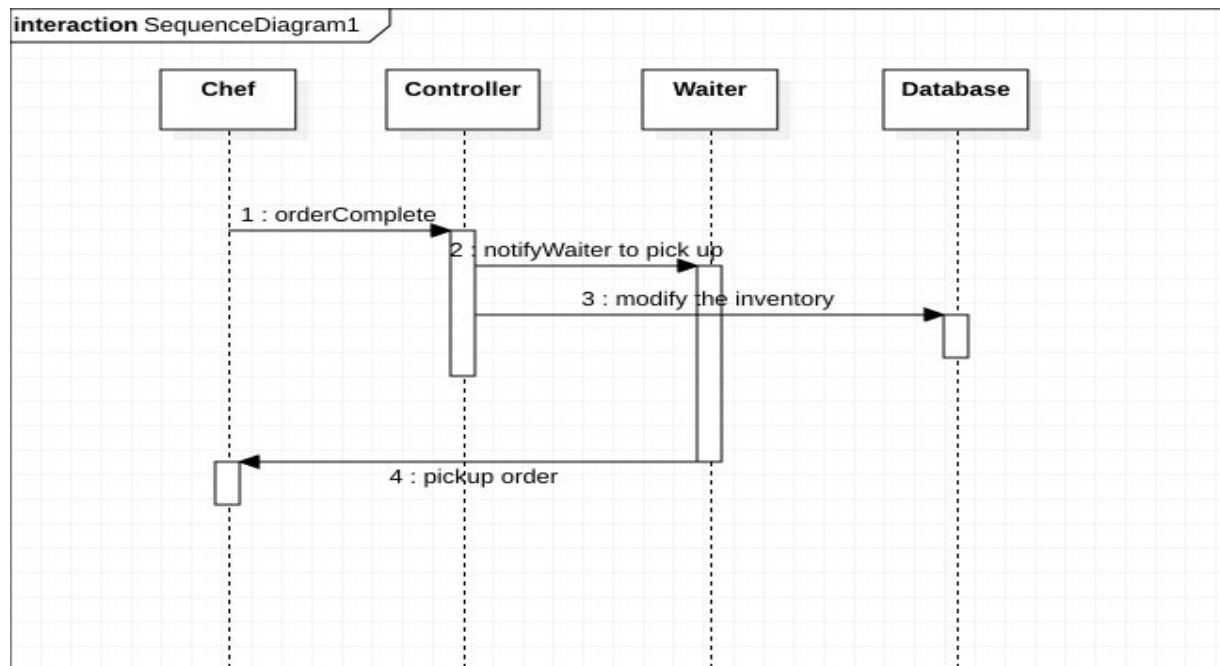 interaction SequenceDiagram1
Chef
Controller
Waiter
Database
1 : orderComplete
2 : notifyWaiter to pick up
3 : modify the inventory
4 : pickup order